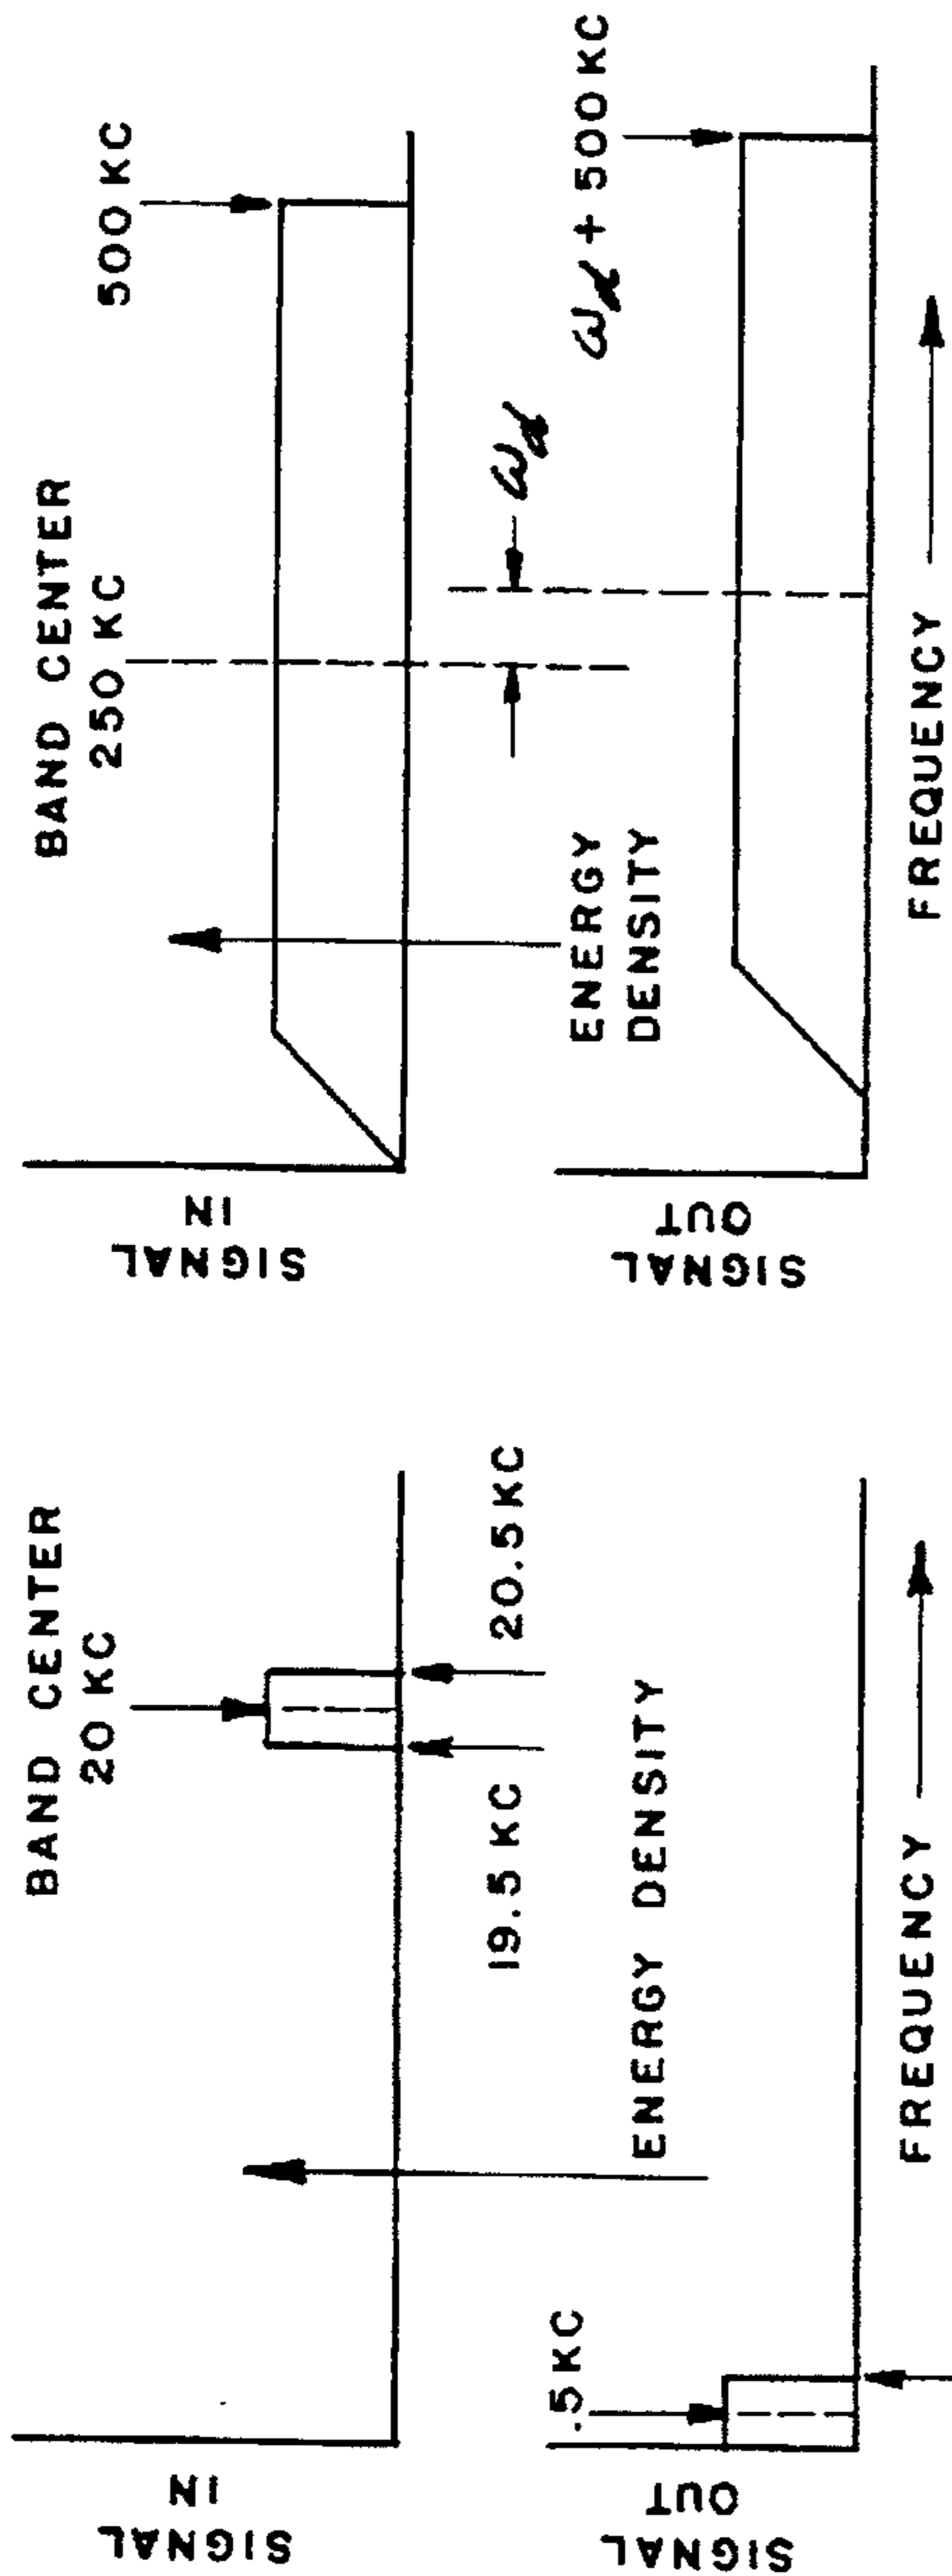 BAND CENTER
20 KC
SIGNAL
IN
19.5 KC
20.5 KC
ENERGY DENSITY
.5 KC
SIGNAL
OUT
FREQUENCY
BAND CENTER
250 KC
500 KC
SIGNAL
IN
ωd
ENERGY
DENSITY
ωd + 500 KC
SIGNAL
OUT
FREQUENCY